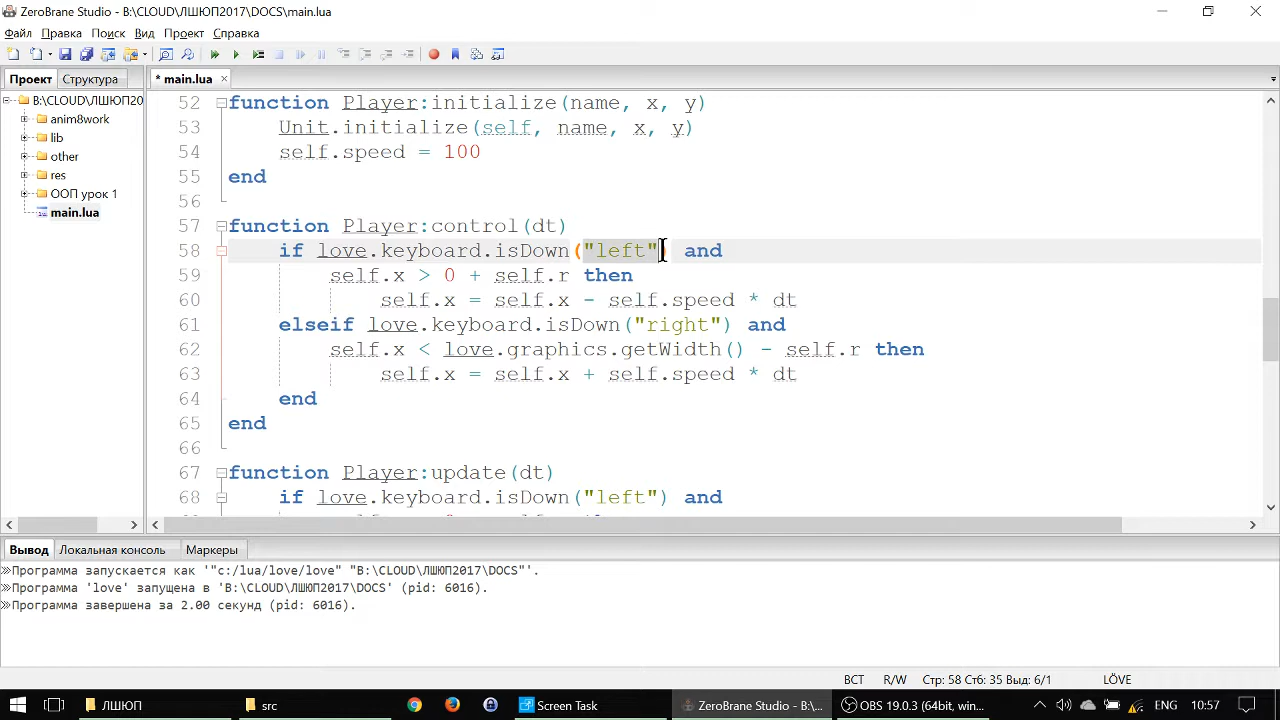 ZeroBrane Studio - B:\CLOUD\ЛШЮП2017\DOCS\main.lua
Файл Правка Поиск Вид Проект Справка
Проект Структура
* main.lua
B:\CLOUD\ЛШЮП20
anim8work
lib
other
res
ООП урок 1
main.lua
52 function Player:initialize(name, x, y)
53 Unit.initialize(self, name, x, y)
54 self.speed = 100
55 end
56
57 function Player:control(dt)
58 if love.keyboard.isDown("left") and
59 self.x > 0 + self.r then
60 self.x = self.x - self.speed * dt
61 elseif love.keyboard.isDown("right") and
62 self.x < love.graphics.getWidth() - self.r then
63 self.x = self.x + self.speed * dt
64 end
65 end
66
67 function Player:update(dt)
68 if love.keyboard.isDown("left") and
Вывод Локальная консоль Маркеры
Программа запускается как '"c:/lua/love/love" "B:\CLOUD\ЛШЮП2017\DOCS"'.
Программа 'love' запущена в 'B:\CLOUD\ЛШЮП2017\DOCS' (pid: 6016).
Программа завершена за 2.00 секунд (pid: 6016).
ВСТ R/W Стр: 58 Стб: 35 Выд: 6/1 LÖVE
ЛШЮП src Screen Task ZeroBrane Studio - B:\... OBS 19.0.3 (64bit, win... ENG 10:57